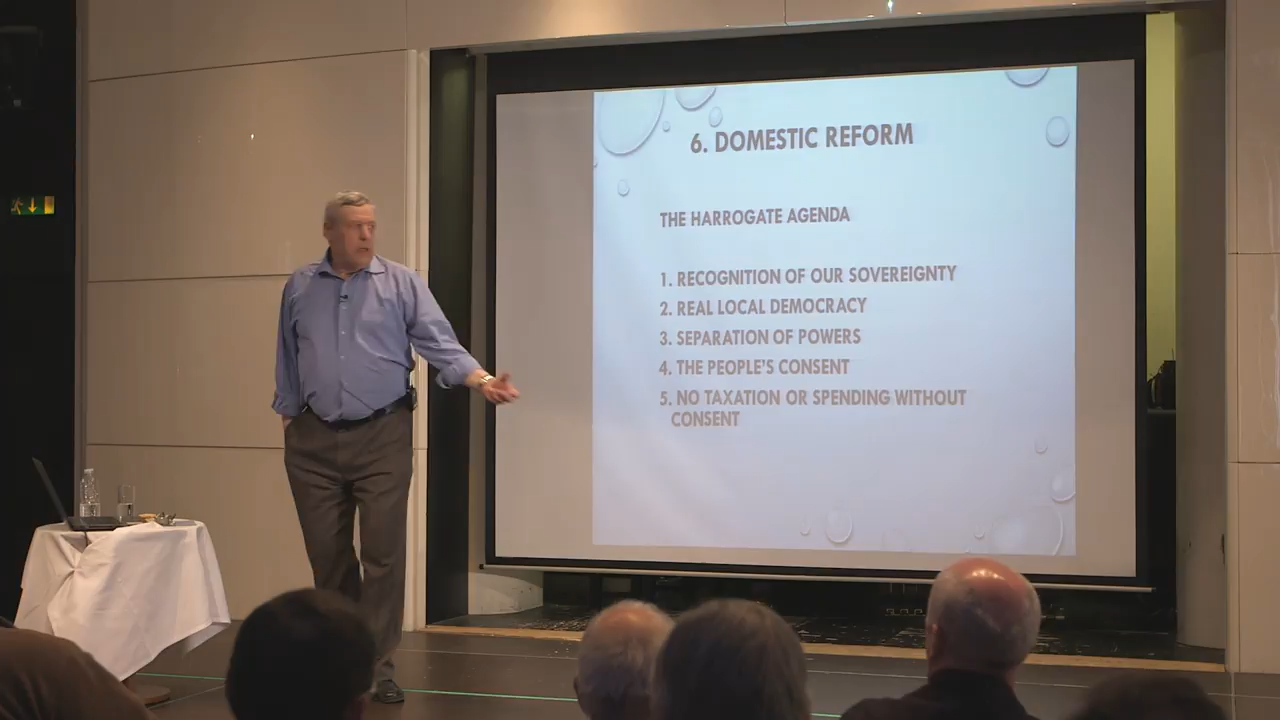 6. DOMESTIC REFORM
THE HARROGATE AGENDA
1. RECOGNITION OF OUR SOVEREIGNTY
2. REAL LOCAL DEMOCRACY
3. SEPARATION OF POWERS
4. THE PEOPLE'S CONSENT
5. NO TAXATION OR SPENDING WITHOUT
CONSENT